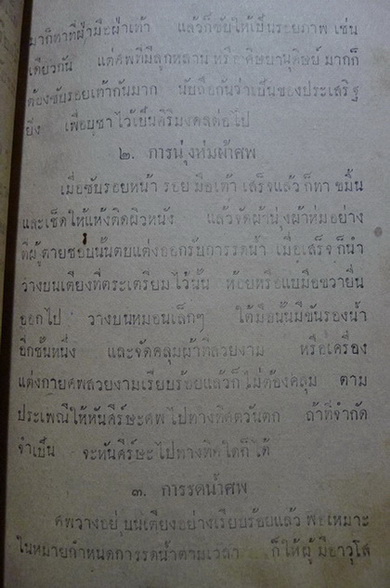 มาก็ตาที่ฝ่ามือฝ่าเท้า แล้วก็ซับให้เป็นรอยภาพ เช่น
เดียวกัน แต่ศพที่มีลูกหลาน หรือศิษยานุศิษย์ มากก็
ต้องซับรอยเท้ากันมาก นับถือกันว่าเป็นของประเสริฐ
ยิ่ง เพื่อบูชาไว้เป็นศิริมงคลต่อไป
๒. การนุ่งห่มผ้าศพ
เมื่อซับรอยหน้า รอยมือเท้า เสร็จแล้ว ก็ทา ขมิ้น
และเช็ดให้แห้งติดผิวหนัง แล้วจัดผ้านุ่งผ้าห่มอย่าง
ที่ผู้ตายชอบนั้นตบแต่งออกรับการรดน้ำ เมื่อเสร็จก็นำ
วางบนเตียงที่ตระเตรียมไว้นั้น ห้อยหรือแบมือขวายื่น
ออกไป วางบนหมอนเล็กๆ ใต้มือนั้นมีขันรองน้ำ
อีกชั้นหนึ่ง และจัดคลุมผ้าที่สวยงาม หรือเครื่อง
แต่งกายศพสวยงามเรียบร้อยแล้วก็ไม่ต้องคลุม ตาม
ประเพณีให้หันศีร์ษะศพไปทางทิศตวันตก ถ้าที่จำกัด
จำเป็น จะหันศีร์ษะไปทางทิศใดก็ได้
๓. การรดน้ำศพ
ศพวางอยู่บนเตียงอย่างเรียบร้อยแล้ว พอเหมาะ
ในหมายกำหนดการรดน้ำตามเวลา ก็ให้ผู้มีอาวุโส